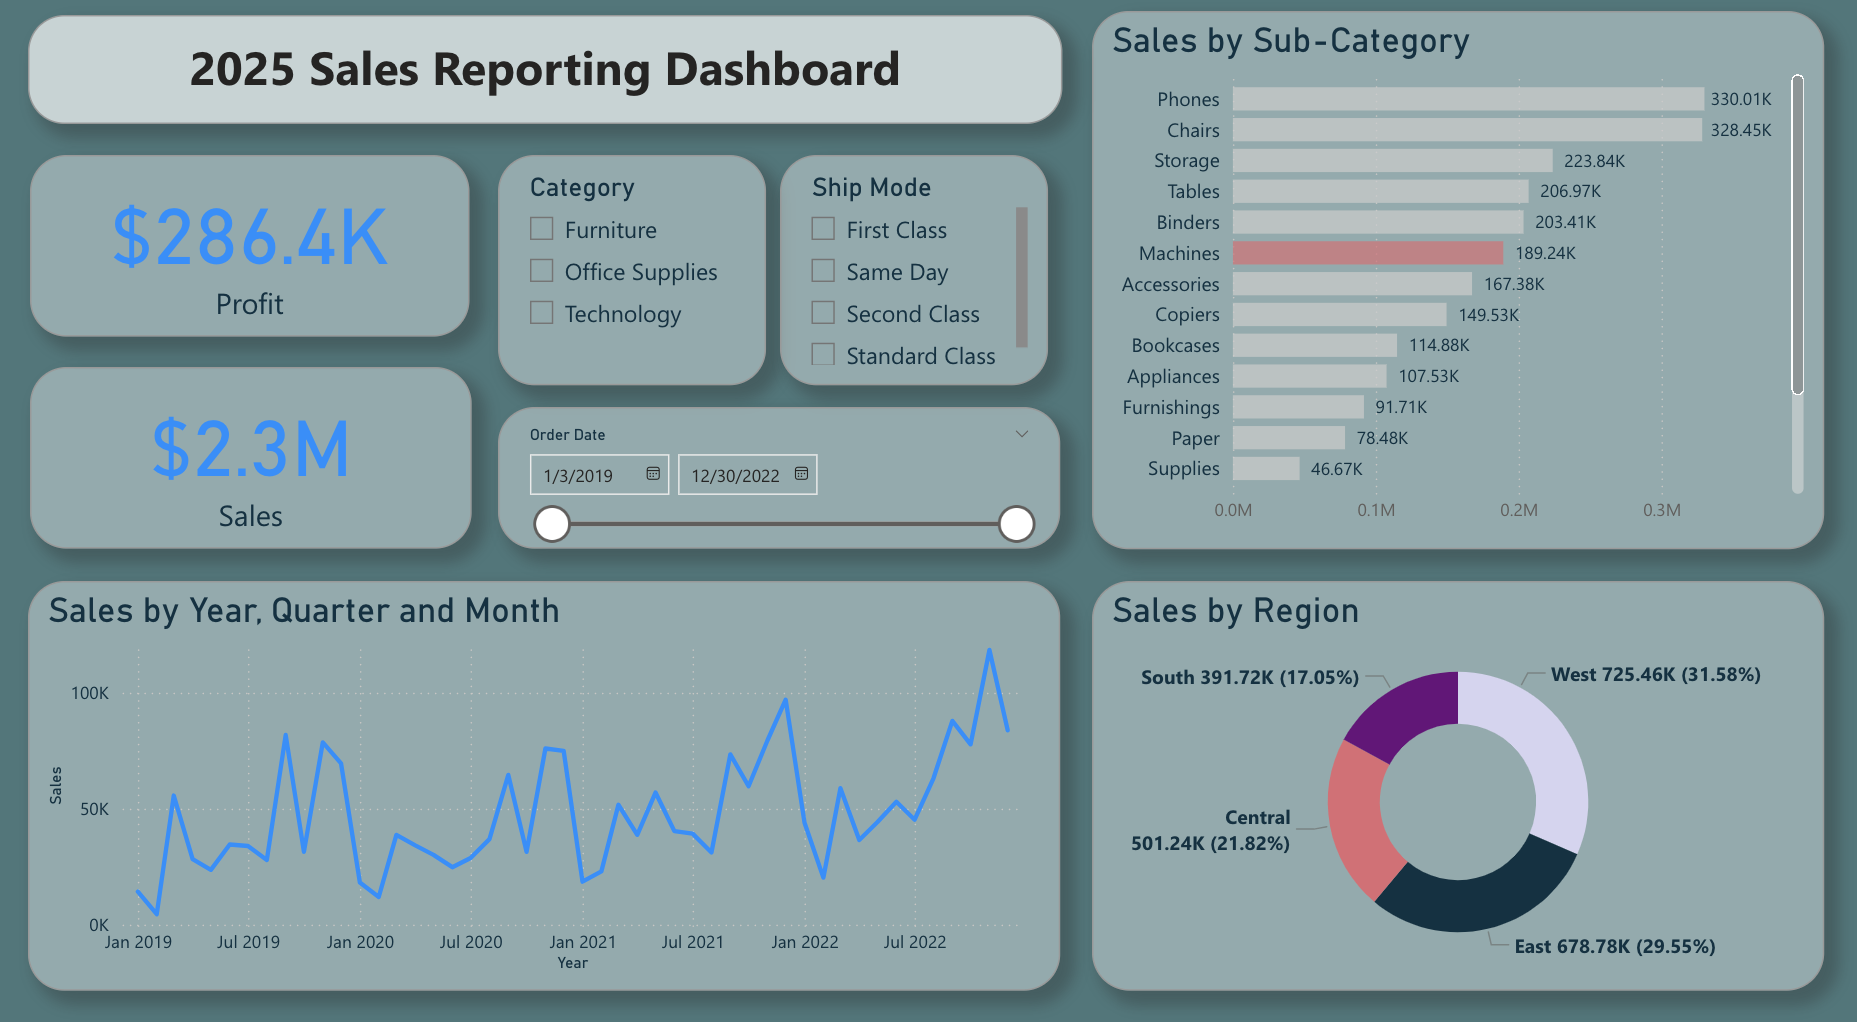 2025 Sales Reporting Dashboard
$286.4K
Profit
$2.3M
Sales
Category
Furniture
Office Supplies
Technology
Ship Mode
First Class
Same Day
Second Class
Standard Class
Order Date
1/3/2019
12/30/2022
Sales by Sub-Category
Phones 330.01K
Chairs 328.45K
Storage 223.84K
Tables 206.97K
Binders 203.41K
Machines 189.24K
Accessories 167.38K
Copiers 149.53K
Bookcases 114.88K
Appliances 107.53K
Furnishings 91.71K
Paper 78.48K
Supplies 46.67K
0.0M 0.1M 0.2M 0.3M
Sales by Year, Quarter and Month
Sales
100K
50K
0K
Jan 2019 Jul 2019 Jan 2020 Jul 2020 Jan 2021 Jul 2021 Jan 2022 Jul 2022
Year
Sales by Region
South 391.72K (17.05%)
West 725.46K (31.58%)
Central
501.24K (21.82%)
East 678.78K (29.55%)